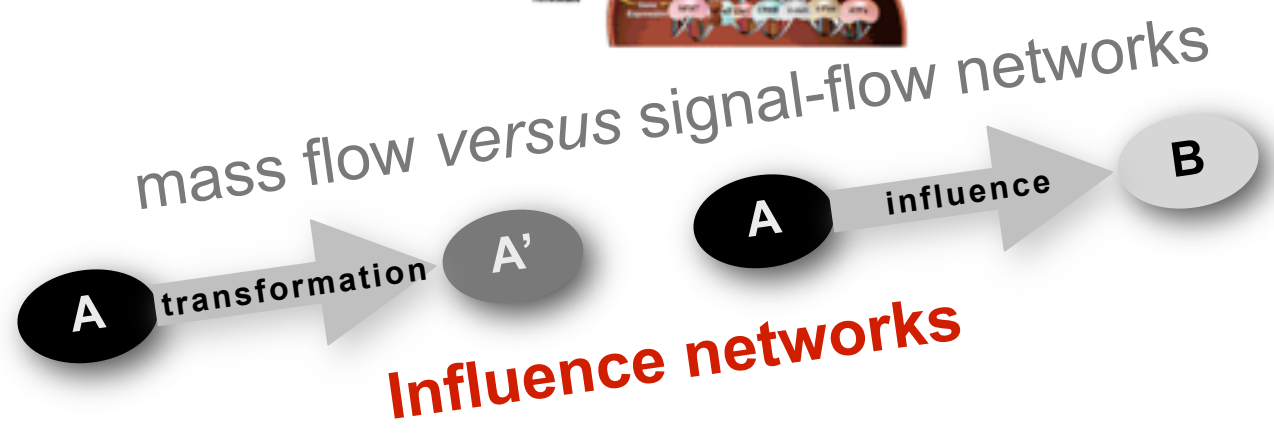 mass flow versus signal-flow networks
A transformation A’
A influence B
Influence networks